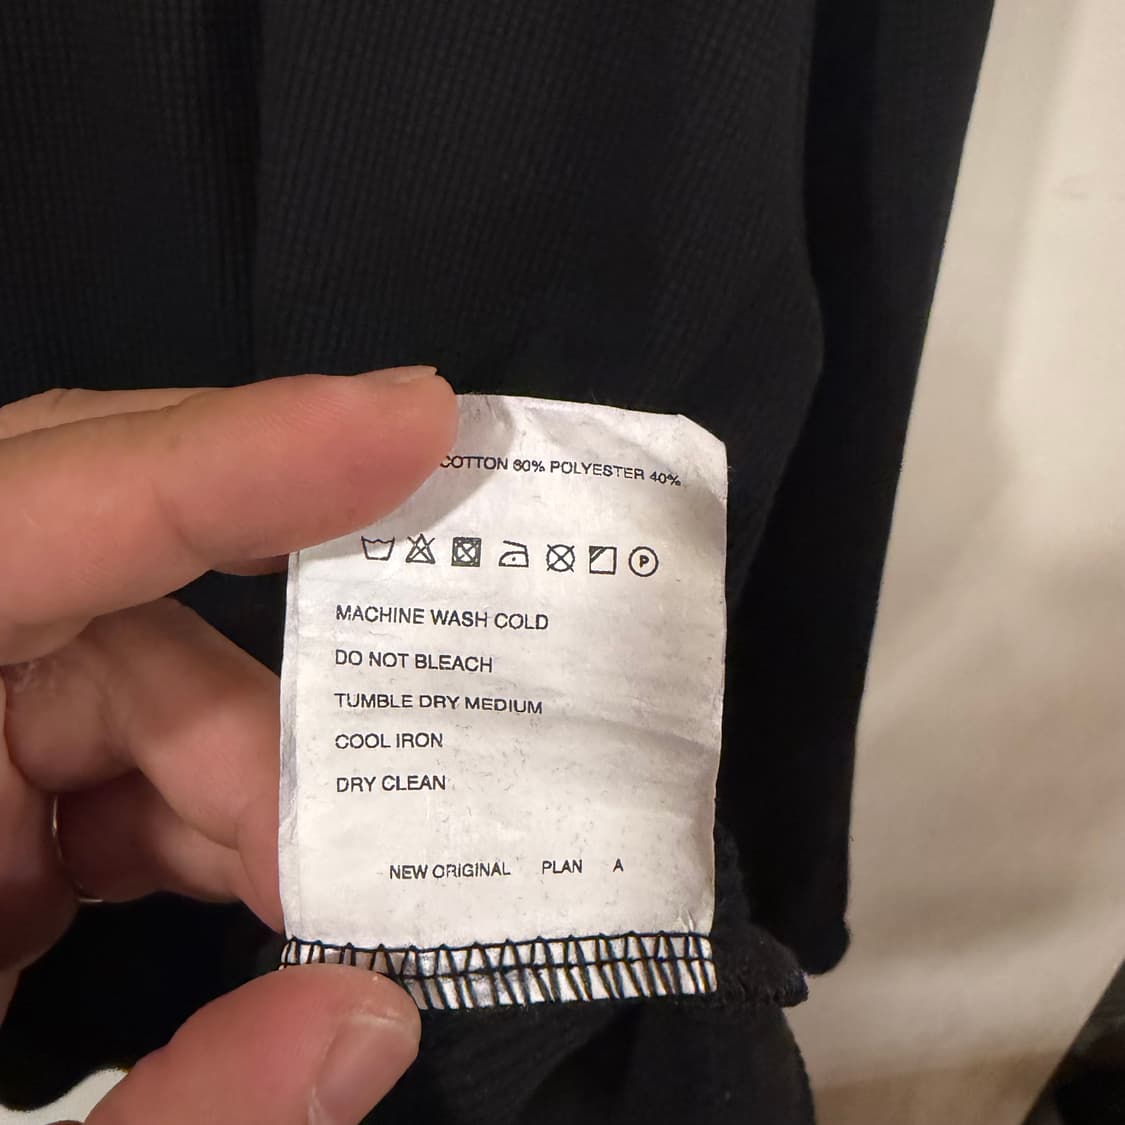 COTTON 60% POLYESTER 40%
P
MACHINE WASH COLD
DO NOT BLEACH
TUMBLE DRY MEDIUM
COOL IRON
DRY CLEAN
NEW ORIGINAL PLAN A